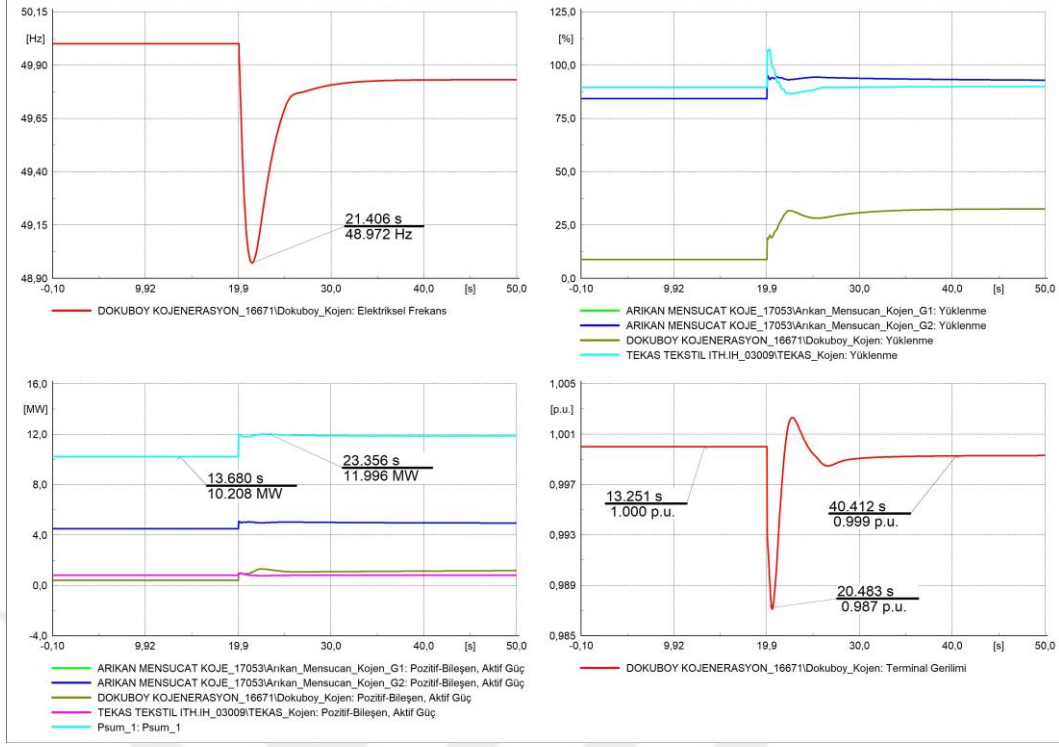 50,15
[Hz]
49,90
49,65
49,40
49,15
48,90
-0,10
9,92
19,9
30,0
40,0
[s]
50,0
21.406 s
48.972 Hz
DOKUBOY KOJENERASYON_16671\Dokuboy_Kojen: Elektriksel Frekans
125,0
[%]
100,0
75,0
50,0
25,0
0,0
-0,10
9,92
19,9
30,0
40,0
[s]
50,0
ARIKAN MENSUCAT KOJE_17053\Arıkan_Mensucan_Kojen_G1: Yüklenme
ARIKAN MENSUCAT KOJE_17053\Arıkan_Mensucan_Kojen_G2: Yüklenme
DOKUBOY KOJENERASYON_16671\Dokuboy_Kojen: Yüklenme
TEKAS TEKSTIL ITH.IH_03009\TEKAS_Kojen: Yüklenme
16,0
[MW]
12,0
8,0
4,0
0,0
-4,0
-0,10
9,92
19,9
30,0
40,0
[s]
50,0
13.680 s
10.208 MW
23.356 s
11.996 MW
ARIKAN MENSUCAT KOJE_17053\Arıkan_Mensucan_Kojen_G1: Pozitif-Bileşen, Aktif Güç
ARIKAN MENSUCAT KOJE_17053\Arıkan_Mensucan_Kojen_G2: Pozitif-Bileşen, Aktif Güç
DOKUBOY KOJENERASYON_16671\Dokuboy_Kojen: Pozitif-Bileşen, Aktif Güç
TEKAS TEKSTIL ITH.IH_03009\TEKAS_Kojen: Pozitif-Bileşen, Aktif Güç
Psum_1: Psum_1
1,005
[p.u.]
1,001
0,997
0,993
0,989
0,985
-0,10
9,92
19,9
30,0
40,0
[s]
50,0
13.251 s
1.000 p.u.
40.412 s
0.999 p.u.
20.483 s
0.987 p.u.
DOKUBOY KOJENERASYON_16671\Dokuboy_Kojen: Terminal Gerilimi